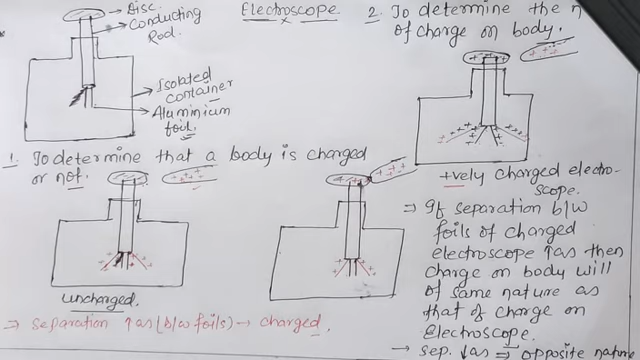 Electroscope
Disc.
Conducting
Rod.
Isolated
container
Aluminium
foil.
1. To determine that a body is charged
or not.
uncharged.
⇒ separation ↑as (b/w foils) → charged.
2. To determine the
of charge on body.
+vely charged electro-
scope.
⇒ If separation b/w
foils of charged
electroscope ↑as then
charge on body will
of same nature as
that of charge on
Electroscope.
→ sep. ↓as ⇒ opposite nature